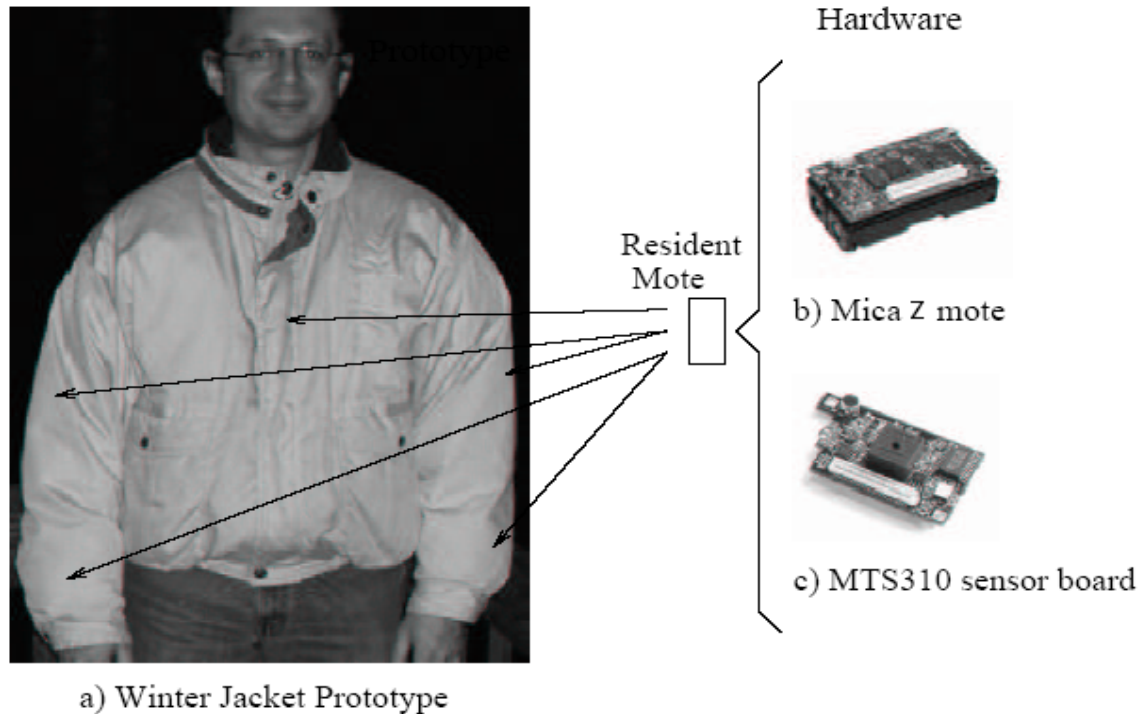 Prototype
Hardware
Resident
Mote
b) Mica Z mote
c) MTS310 sensor board
a) Winter Jacket Prototype